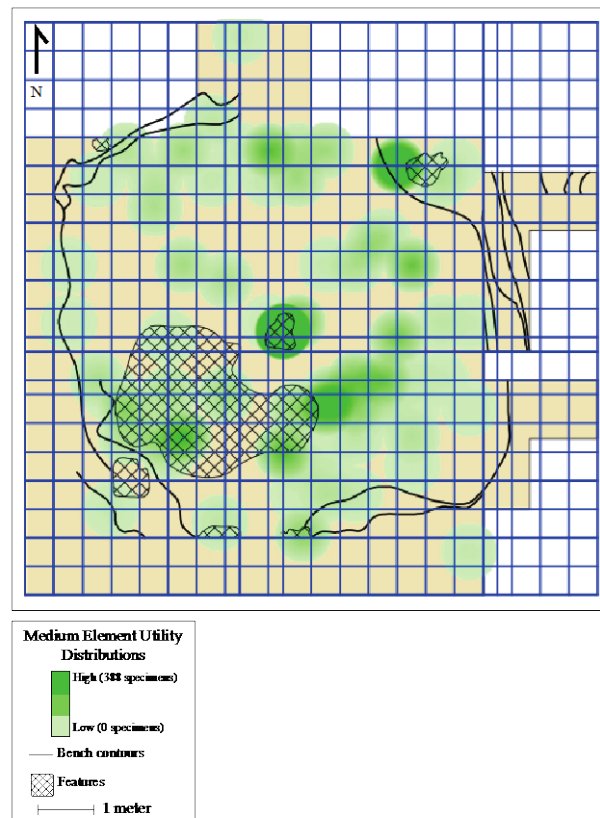 N
Medium Element Utility
Distributions
High (388 specimens)
Low (0 specimens)
Bench contours
Features
1 meter